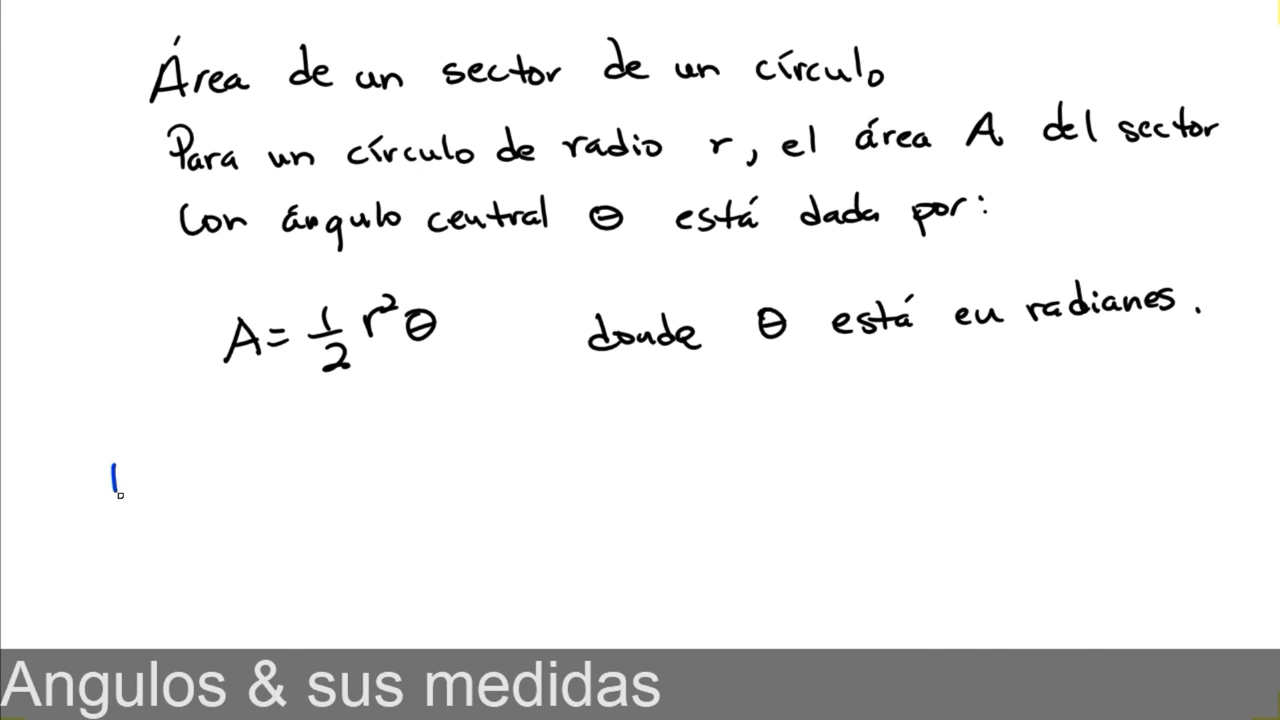 Área de un sector de un círculo
Para un círculo de radio r, el área A del sector
Con ángulo central θ está dada por:
A = 1/2 r² θ donde θ está en radianes.
Angulos & sus medidas